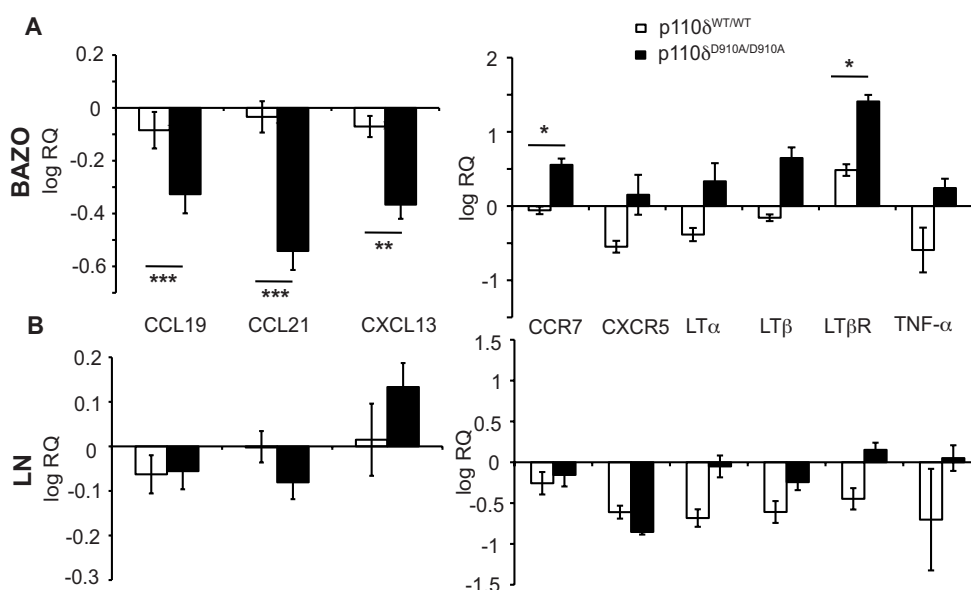 A
p110δWT/WT
p110δD910A/D910A
BAZO
log RQ
0.2
0
-0.2
-0.4
-0.6
***
***
**
log RQ
2
1
0
-1
*
*
CCL19 CCL21 CXCL13
CCR7 CXCR5 LTα LTβ LTβR TNF-α
B
LN
log RQ
0.2
0.1
0
-0.1
-0.2
-0.3
log RQ
1.5
1
0.5
0
-0.5
-1
-1.5